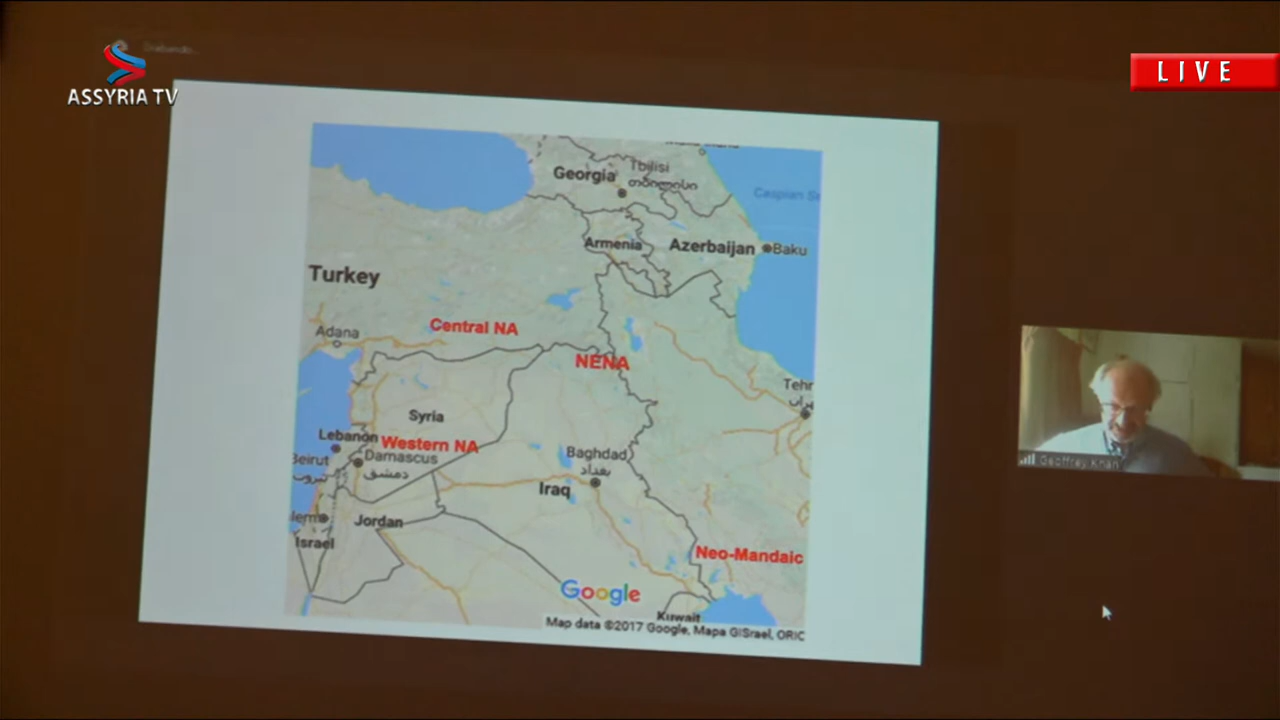 ASSYRIA TV
LIVE
Georgia
Tbilisi
თბილისი
Caspian
Armenia
Azerbaijan
Baku
Turkey
Adana
Central NA
NENA
Tehr
Syria
Lebanon
Western NA
Beirut
بيروت
Damascus
دمشق
Baghdad
بغداد
Iraq
Jordan
Israel
Neo-Mandaic
Google
Kuwait
Map data ©2017 Google, Mapa GISrael, ORIC
Geoffrey Khan